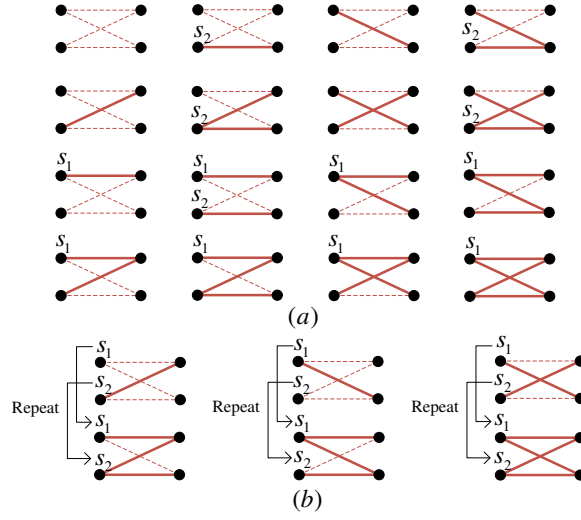 s₂ s₂
s₂ s₂
s₁ s₁ s₁ s₁
s₂
s₁ s₁ s₁ s₁
(a)
s₁ s₁ s₁
s₂ s₂ s₂
Repeat Repeat Repeat
s₁ s₁ s₁
s₂ s₂ s₂
(b)